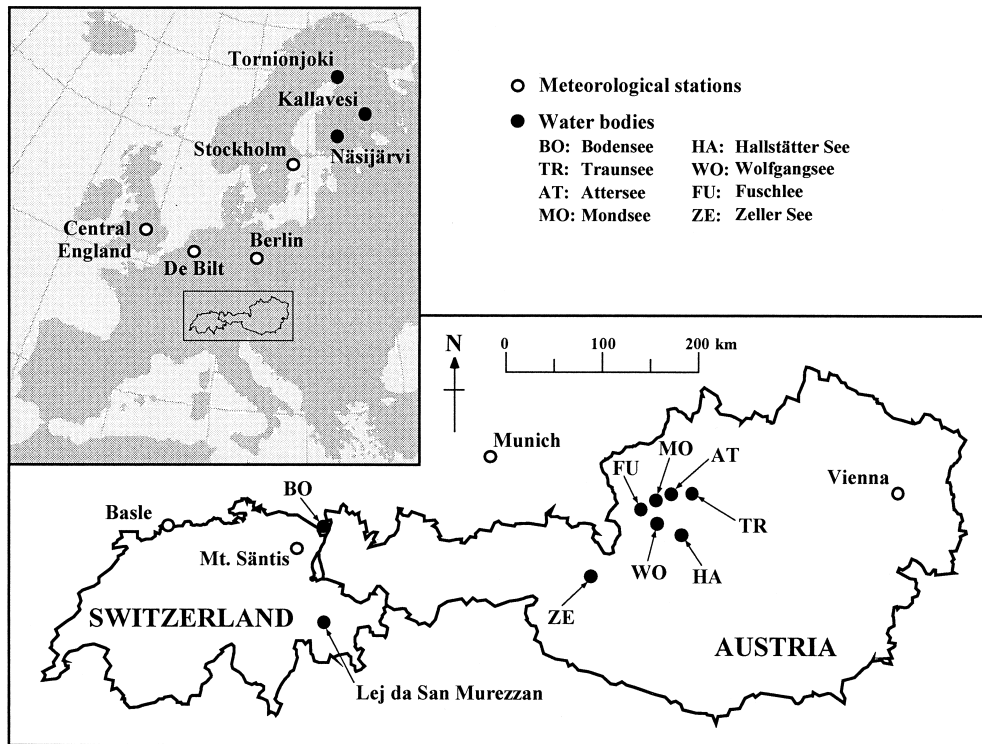 Tornionjoki
Kallavesi
Stockholm
Näsijärvi
Central
England
De Bilt
Berlin
Meteorological stations
Water bodies
BO: Bodensee HA: Hallstätter See
TR: Traunsee WO: Wolfgangsee
AT: Attersee FU: Fuschlee
MO: Mondsee ZE: Zeller See
N
0 100 200 km
Munich
MO
AT
FU
Vienna
BO
Basle
TR
Mt. Säntis
WO
HA
ZE
SWITZERLAND
AUSTRIA
Lej da San Murezzan